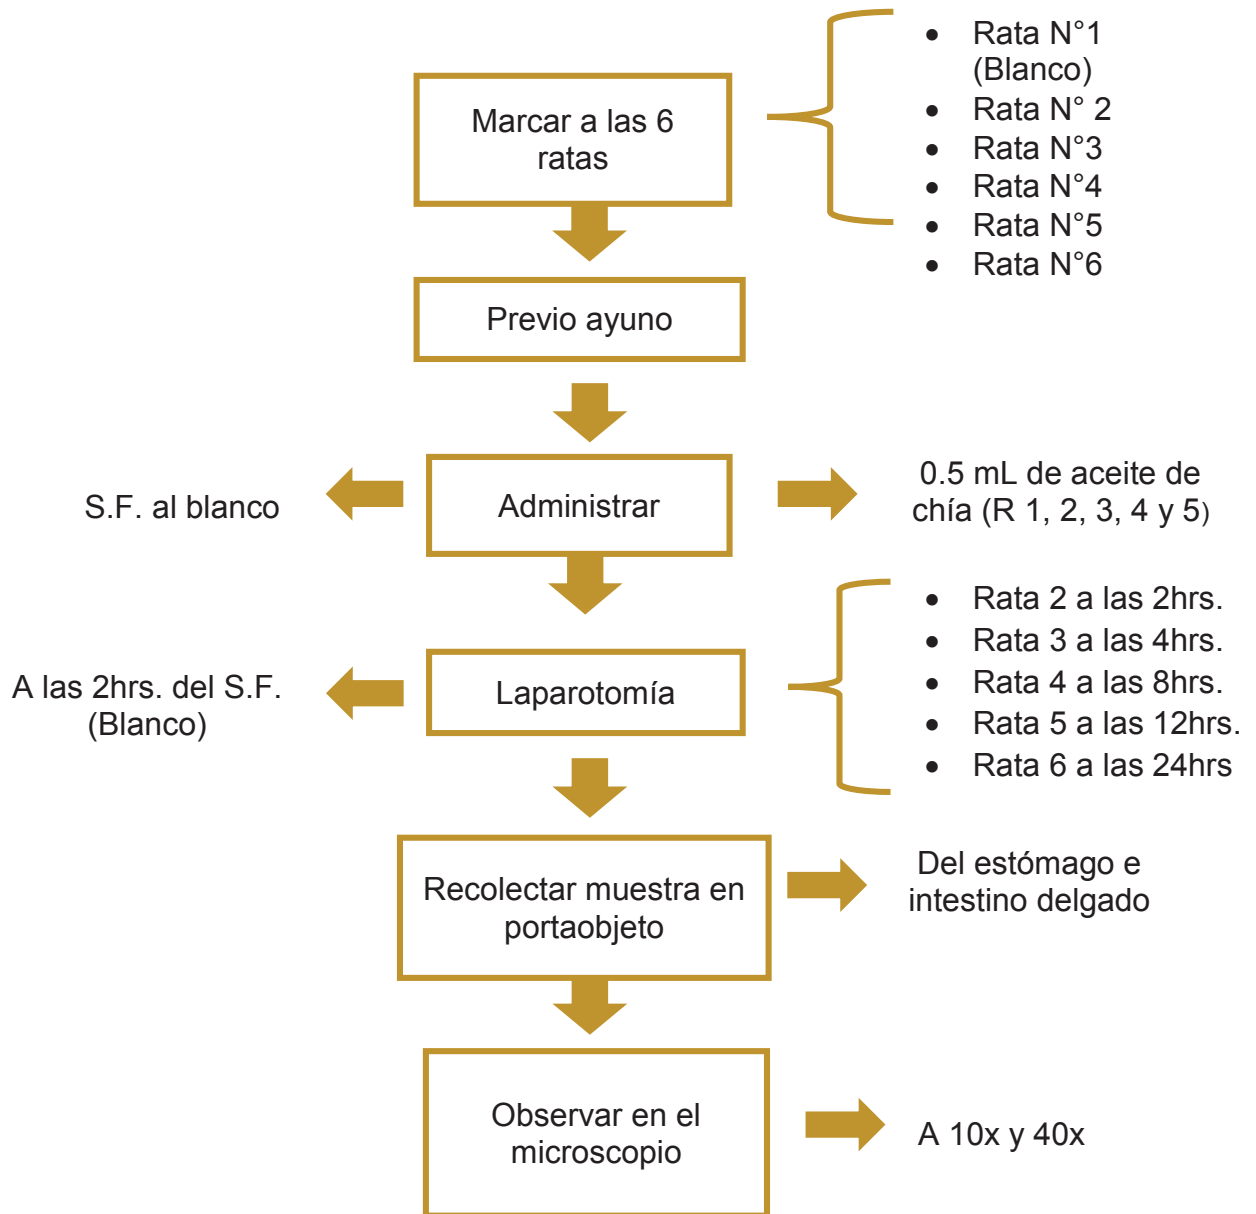 Marcar a las 6
ratas
• Rata N°1
(Blanco)
• Rata N° 2
• Rata N°3
• Rata N°4
• Rata N°5
• Rata N°6
Previo ayuno
S.F. al blanco
Administrar
0.5 mL de aceite de
chía (R 1, 2, 3, 4 y 5)
A las 2hrs. del S.F.
(Blanco)
Laparotomía
• Rata 2 a las 2hrs.
• Rata 3 a las 4hrs.
• Rata 4 a las 8hrs.
• Rata 5 a las 12hrs.
• Rata 6 a las 24hrs
Recolectar muestra en
portaobjeto
Del estómago e
intestino delgado
Observar en el
microscopio
A 10x y 40x